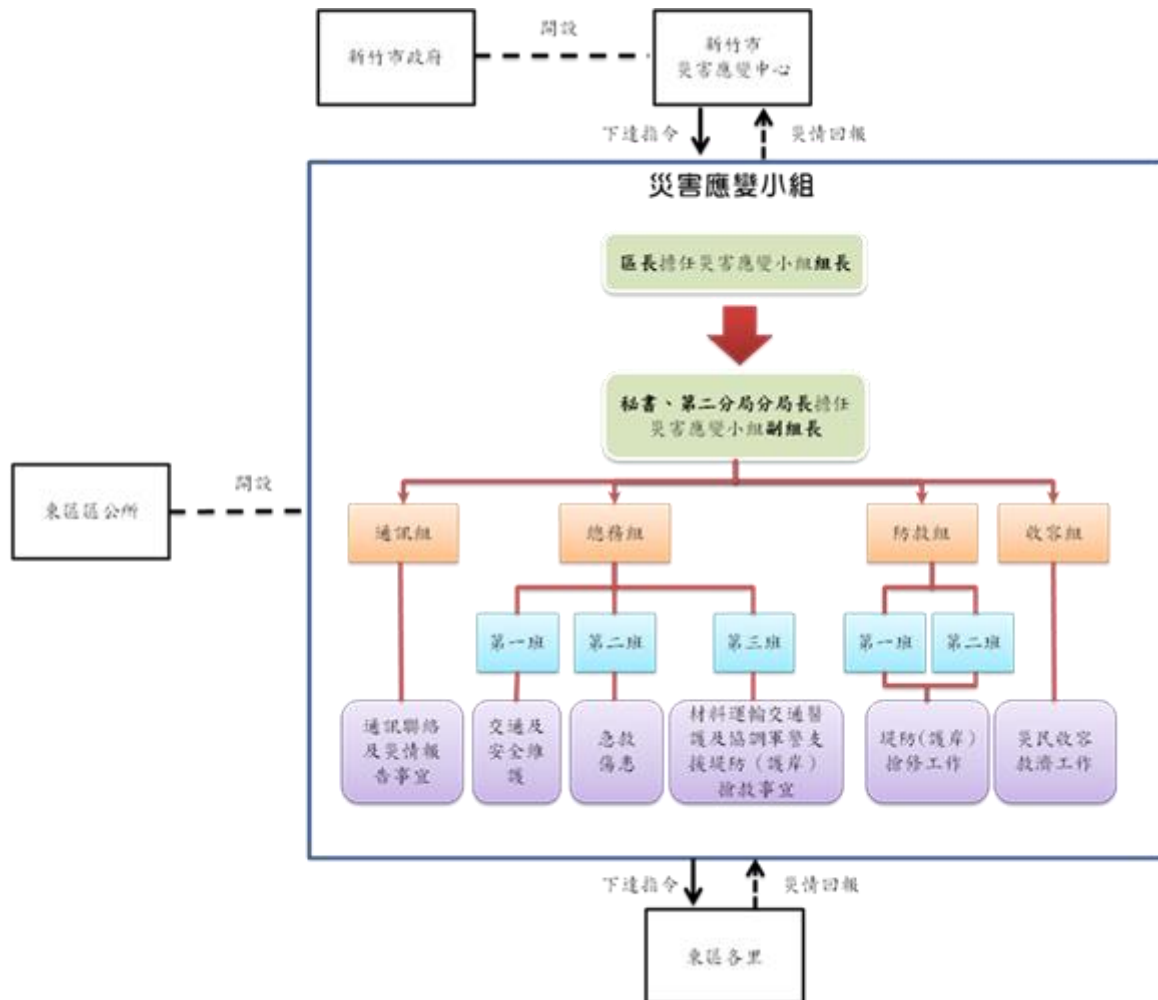 開設
新竹市政府
新竹市
災害應變中心
下達指令
災情回報
災害應變小組
區長擔任災害應變小組組長
秘書、第二分局分局長擔任
災害應變小組副組長
東區區公所
開設
通訊組
總務組
防救組
收容組
第一班
第二班
第三班
第一班
第二班
通訊聯絡
及災情報
告事宜
交通及
安全維
護
急救
傷患
材料運輸交通醫
護及協調軍警支
援堤防（護岸）
搶救事宜
堤防(護岸)
搶修工作
災民收容
救濟工作
下達指令
災情回報
東區各里